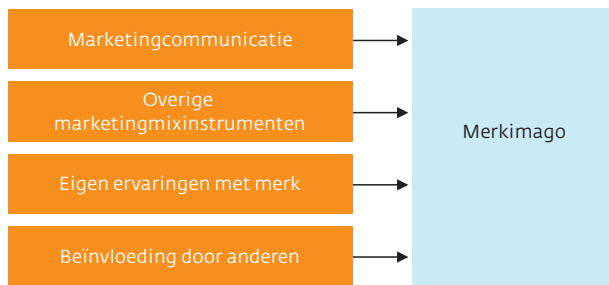 Marketingcommunicatie
Overige
marketingmixinstrumenten
Merkimago
Eigen ervaringen met merk
Beïnvloeding door anderen